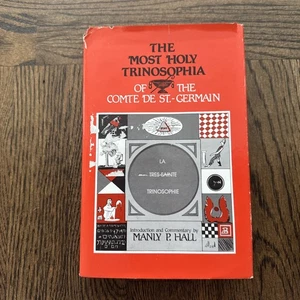 THE
MOST HOLY
TRINOSOPHIA
OF THE
COMTE DE ST.-GERMAIN
LA
TRES-SAINTE
TRINOSOPHIE
Introduction and Commentary by
MANLY P. HALL